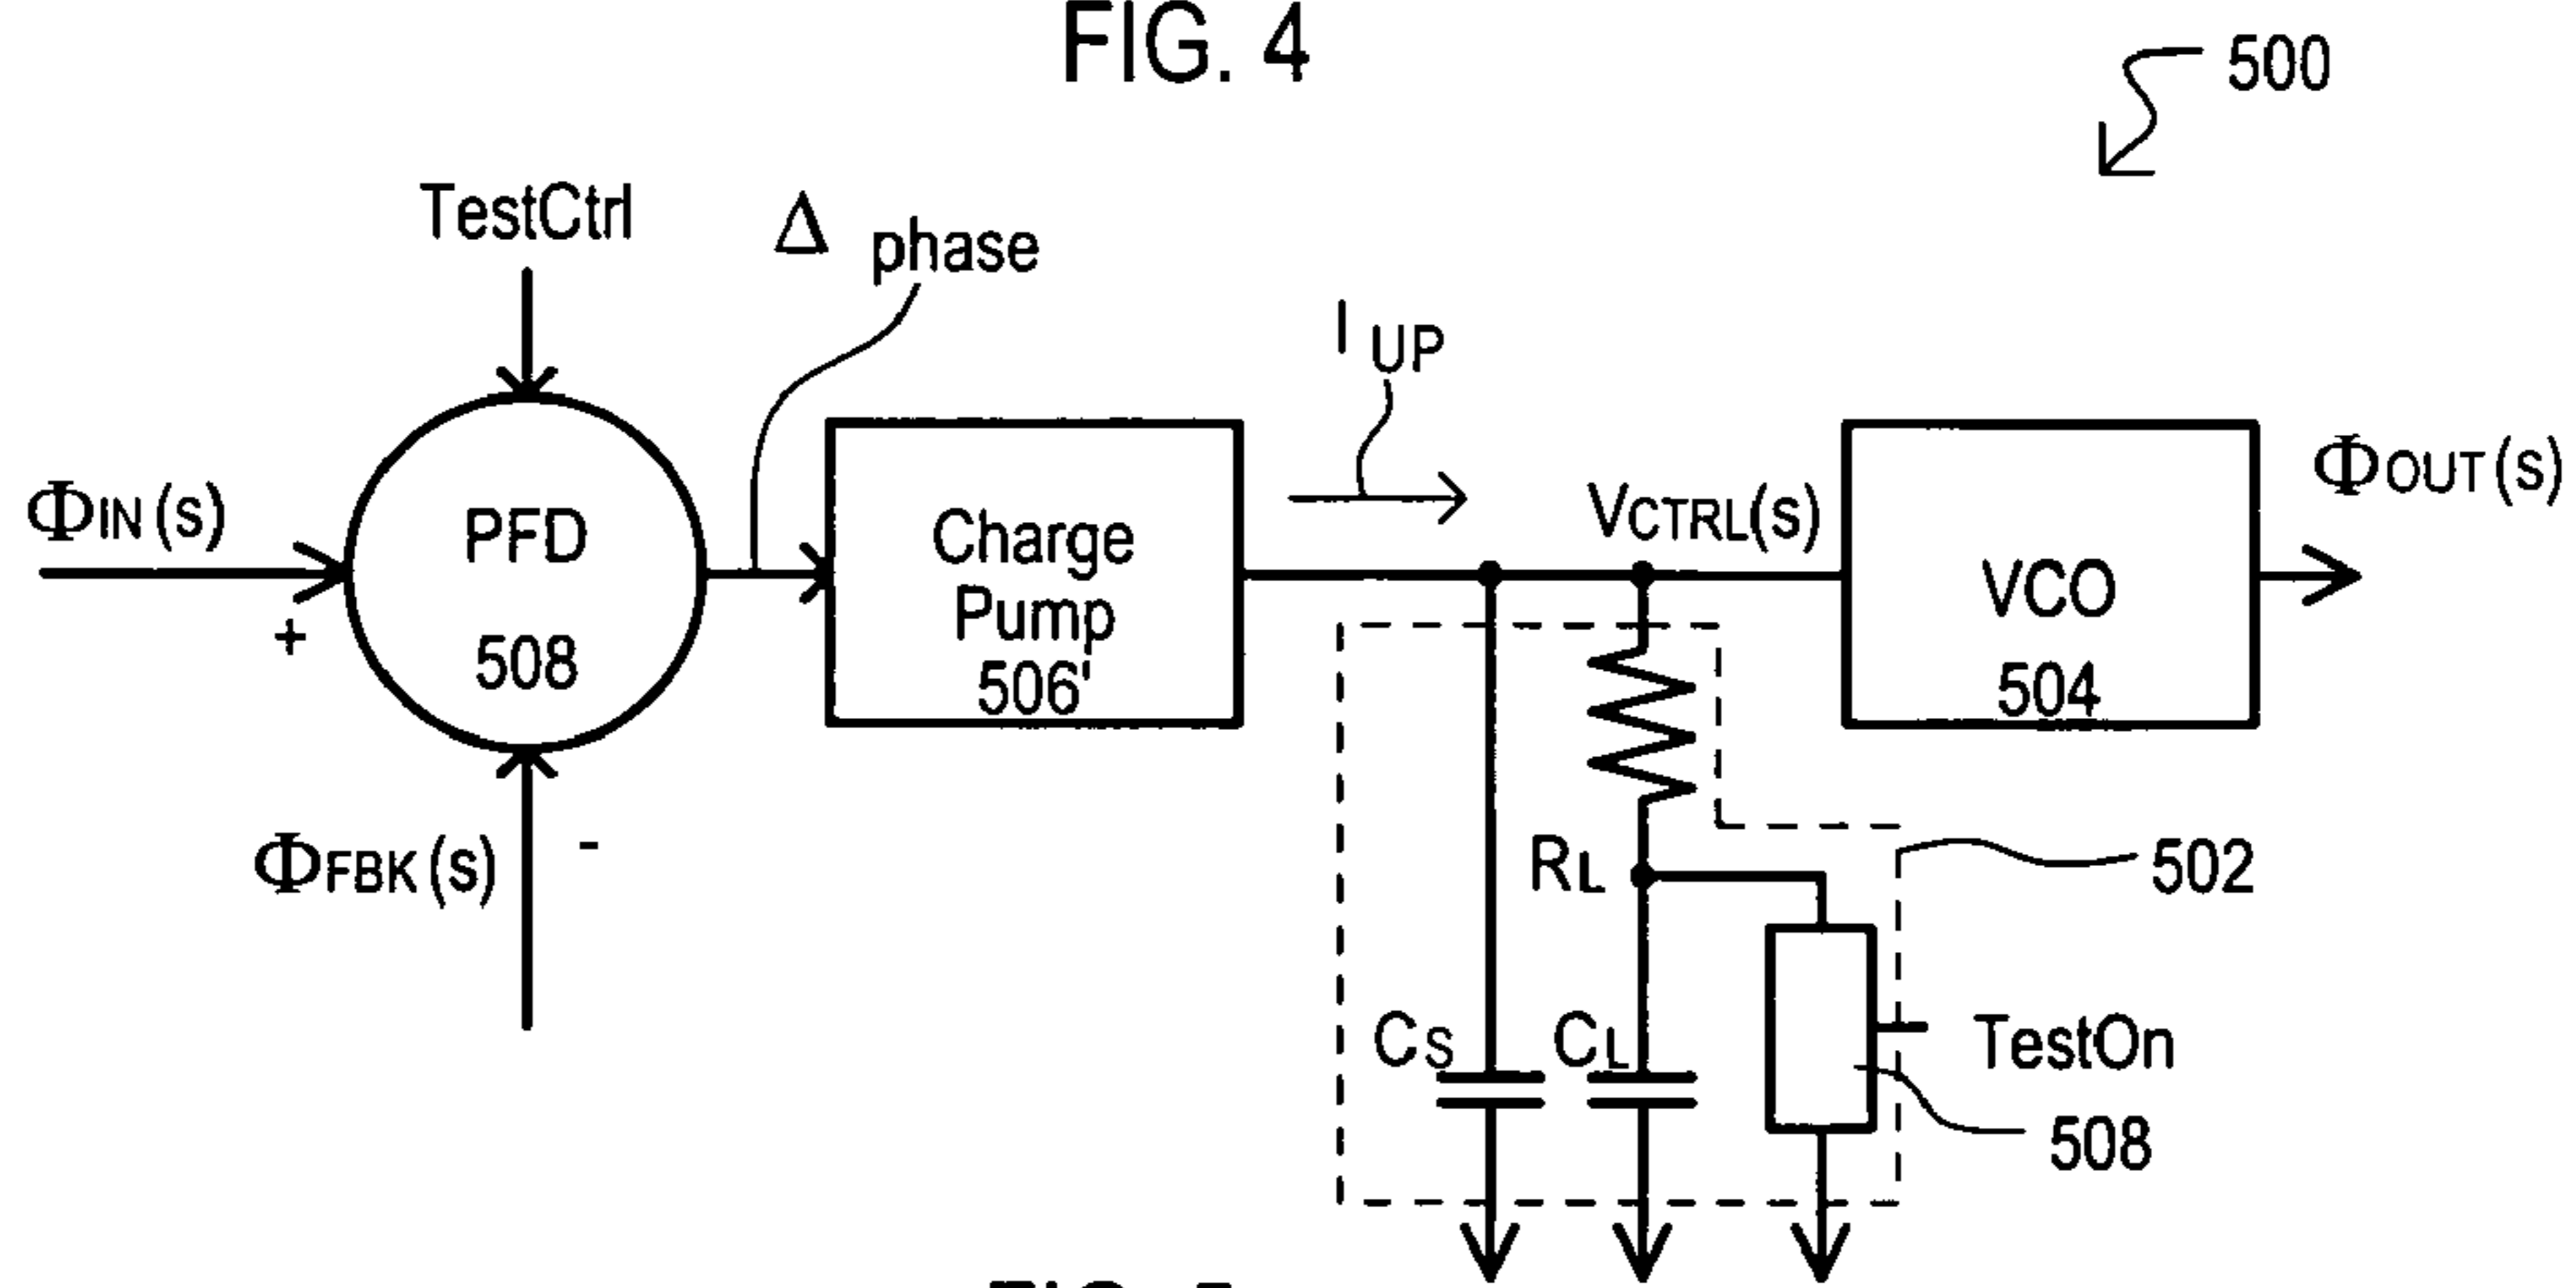 FIG. 4
500
TestCtrl
Δ phase
I UP
ΦIN(s)
+
PFD
508
Charge
Pump
506'
VCTRL(s)
VCO
504
ΦOUT(s)
ΦFBK(s)
-
RL
502
CS
CL
TestOn
508